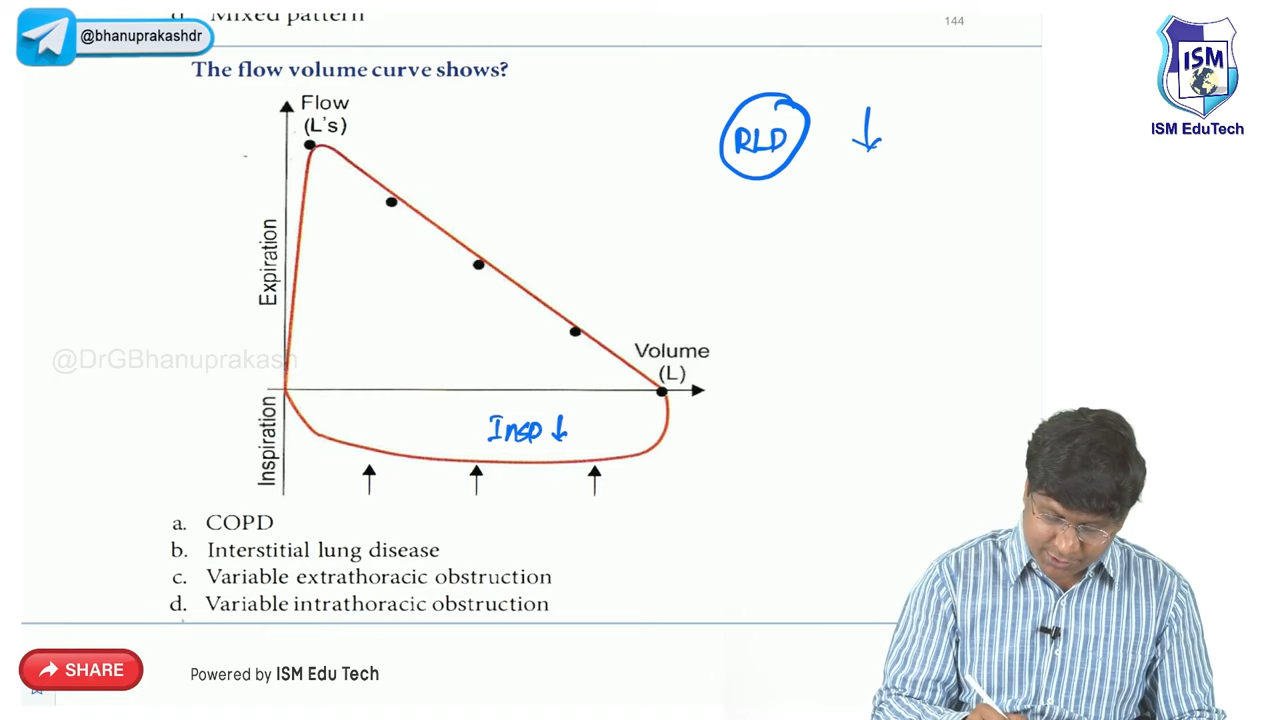 d. Mixed pattern
144
@bhanuprakashdr
ISM
ISM EduTech
The flow volume curve shows?
Flow
(L's)
RLD ↓
Expiration
@DrGBhanuprakash
Volume
(L)
Inspiration
Insp ↓
a. COPD
b. Interstitial lung disease
c. Variable extrathoracic obstruction
d. Variable intrathoracic obstruction
SHARE
Powered by ISM Edu Tech